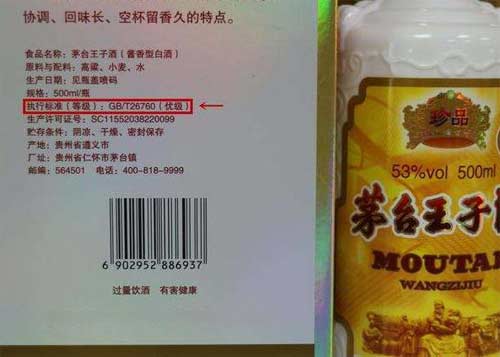 协调、回味长、空杯留香久的特点。
食品名称：茅台王子酒（酱香型白酒）
原料与配料：高粱、小麦、水
生产日期：见瓶盖喷码
规格：500ml/瓶
执行标准（等级）：GB/T26760（优级）
生产许可证号：SC11552038220099
贮存条件：阴凉、干燥、密封保存
产地：贵州省遵义市
厂址：贵州省仁怀市茅台镇
邮编：564501 电话：400-818-9999
6 902952 886937
过量饮酒 有害健康
珍品
53%vol 500ml
茅台王子
MOUTAI
WANGZIJIU